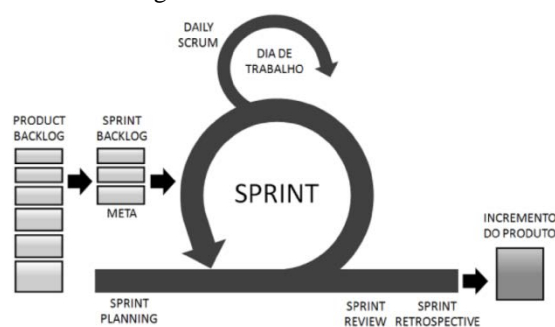 DAILY
SCRUM
DIA DE
TRABALHO
PRODUCT
BACKLOG
SPRINT
BACKLOG
META
SPRINT
INCREMENTO
DO PRODUTO
SPRINT
PLANNING
SPRINT
REVIEW
SPRINT
RETROSPECTIVE